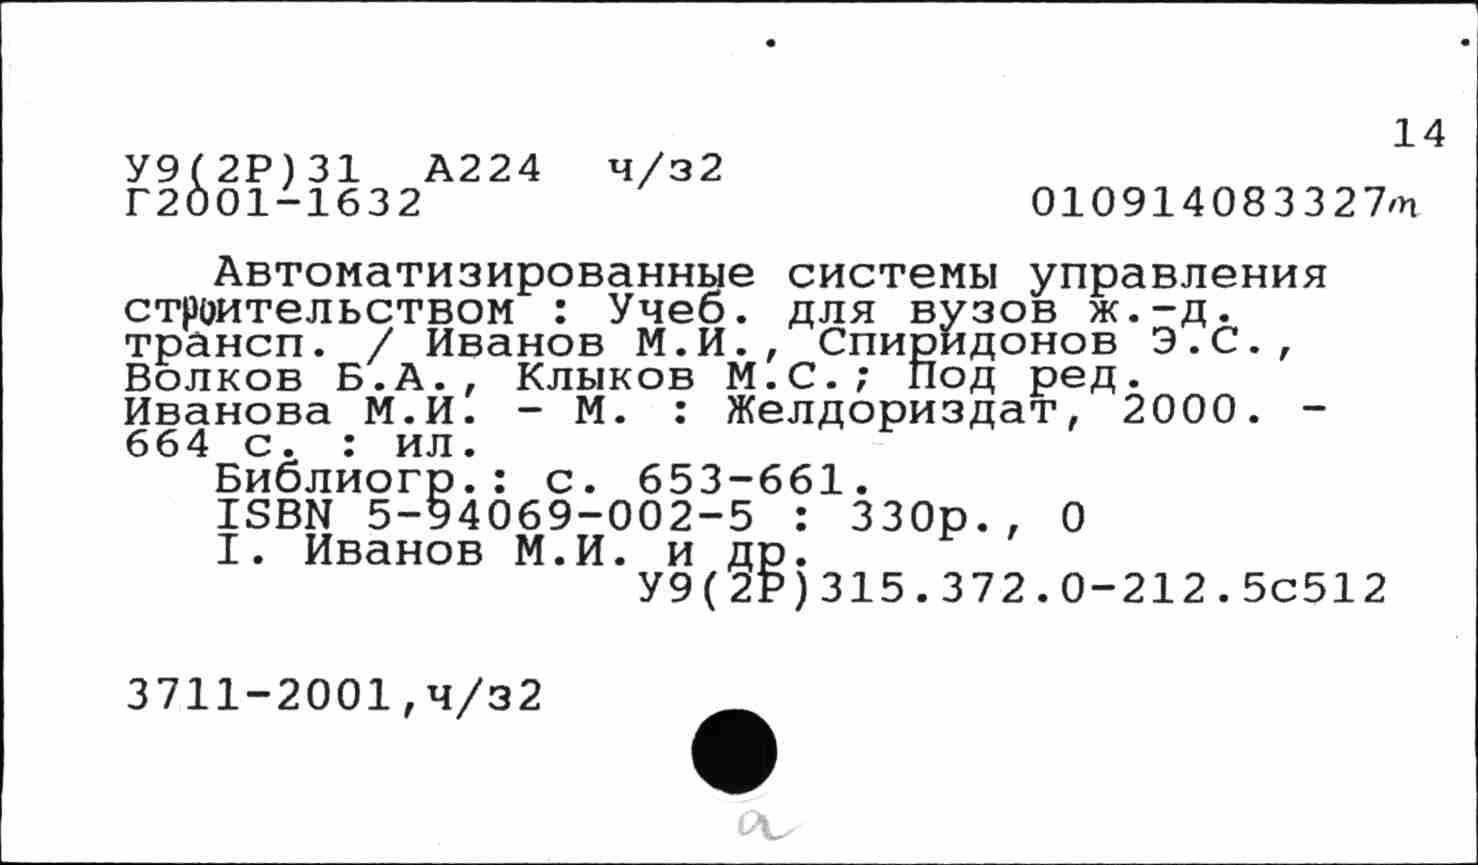 14
У9(2Р)31 А224 ч/з2
Г2001-1632 010914083327т
Автоматизированные системы управления
строительством : Учеб. для вузов ж.-д.
трансп. / Иванов М.И., Спиридонов Э.С.,
Волков Б.А., Клыков М.С.; Под ред.
Иванова М.И. - М. : Желдориздат, 2000. -
664 с. : ил.
Библиогр.: с. 653-661.
ISBN 5-94069-002-5 : 330р., 0
I. Иванов М.И. и др.
У9(2Р)315.372.0-212.5с512
3711-2001,ч/з2
а